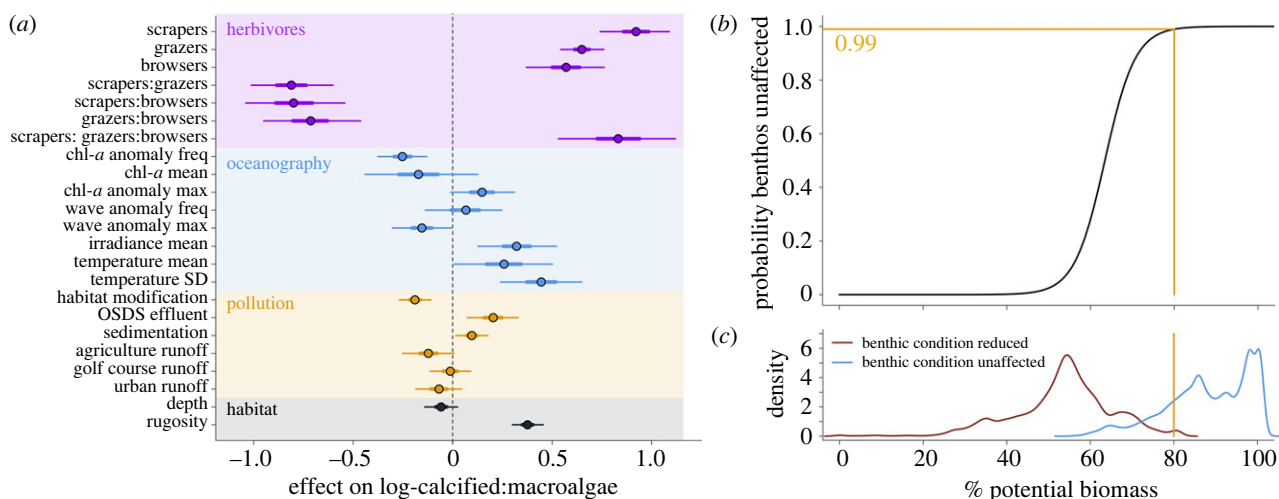 (a)
herbivores
scrapers
grazers
browsers
scrapers:grazers
scrapers:browsers
grazers:browsers
scrapers: grazers:browsers
oceanography
chl-a anomaly freq
chl-a mean
chl-a anomaly max
wave anomaly freq
wave anomaly max
irradiance mean
temperature mean
temperature SD
pollution
habitat modification
OSDS effluent
sedimentation
agriculture runoff
golf course runoff
urban runoff
habitat
depth
rugosity
–1.0 –0.5 0 0.5 1.0
effect on log-calcified:macroalgae
(b)
probability benthos unaffected
1.0
0.99
0.8
0.6
0.4
0.2
0
(c)
density
6
4
2
0
benthic condition reduced
benthic condition unaffected
0 20 40 60 80 100
% potential biomass